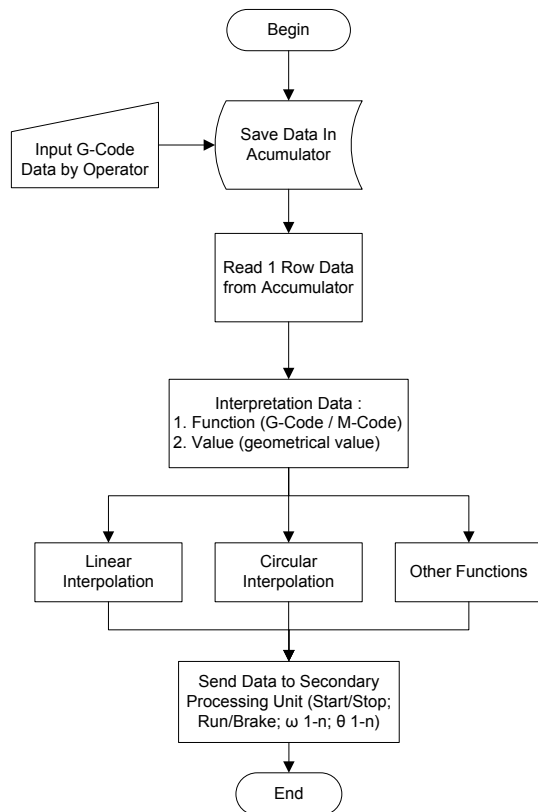 Begin
Save Data In
Acumulator
Input G-Code
Data by Operator
Read 1 Row Data
from Accumulator
Interpretation Data :
1. Function (G-Code / M-Code)
2. Value (geometrical value)
Linear
Interpolation
Circular
Interpolation
Other Functions
Send Data to Secondary
Processing Unit (Start/Stop;
Run/Brake; ω 1-n; θ 1-n)
End